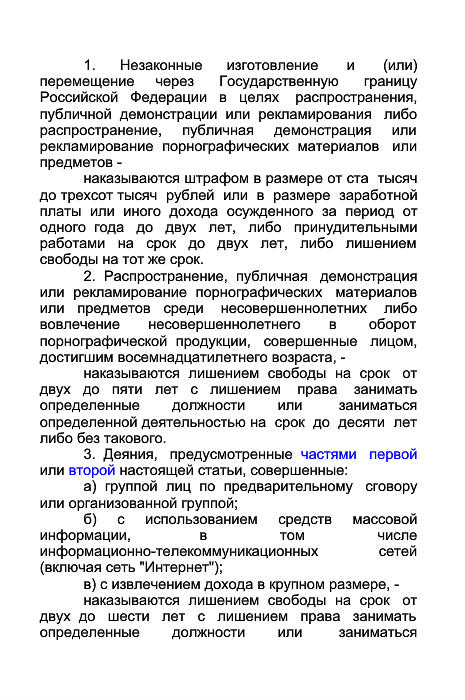 1. Незаконные изготовление и (или)
перемещение через Государственную границу
Российской Федерации в целях распространения,
публичной демонстрации или рекламирования либо
распространение, публичная демонстрация или
рекламирование порнографических материалов или
предметов -
наказываются штрафом в размере от ста тысяч
до трехсот тысяч рублей или в размере заработной
платы или иного дохода осужденного за период от
одного года до двух лет, либо принудительными
работами на срок до двух лет, либо лишением
свободы на тот же срок.
2. Распространение, публичная демонстрация
или рекламирование порнографических материалов
или предметов среди несовершеннолетних либо
вовлечение несовершеннолетнего в оборот
порнографической продукции, совершенные лицом,
достигшим восемнадцатилетнего возраста, -
наказываются лишением свободы на срок от
двух до пяти лет с лишением права занимать
определенные должности или заниматься
определенной деятельностью на срок до десяти лет
либо без такового.
3. Деяния, предусмотренные частями первой
или второй настоящей статьи, совершенные:
а) группой лиц по предварительному сговору
или организованной группой;
б) с использованием средств массовой
информации, в том числе
информационно-телекоммуникационных сетей
(включая сеть "Интернет");
в) с извлечением дохода в крупном размере, -
наказываются лишением свободы на срок от
двух до шести лет с лишением права занимать
определенные должности или заниматься